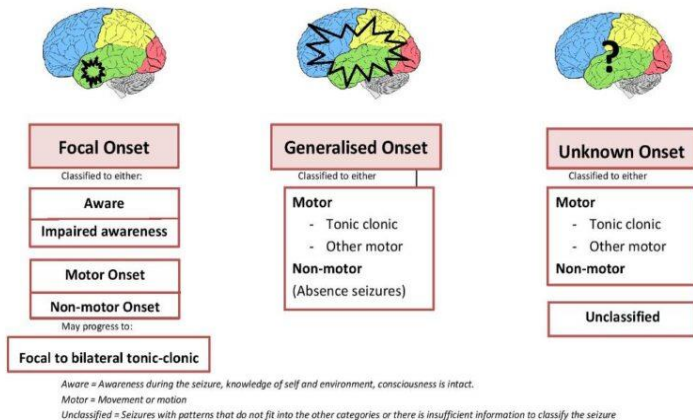 ?
Focal Onset
Classified to either:
Aware
Impaired awareness
Motor Onset
Non-motor Onset
May progress to:
Focal to bilateral tonic-clonic
Generalised Onset
Classified to either
Motor
- Tonic clonic
- Other motor
Non-motor
(Absence seizures)
Unknown Onset
Classified to either
Motor
- Tonic clonic
- Other motor
Non-motor
Unclassified
Aware = Awareness during the seizure, knowledge of self and environment, consciousness is intact.
Motor = Movement or motion
Unclassified = Seizures with patterns that do not fit into the other categories or there is insufficient information to classify the seizure